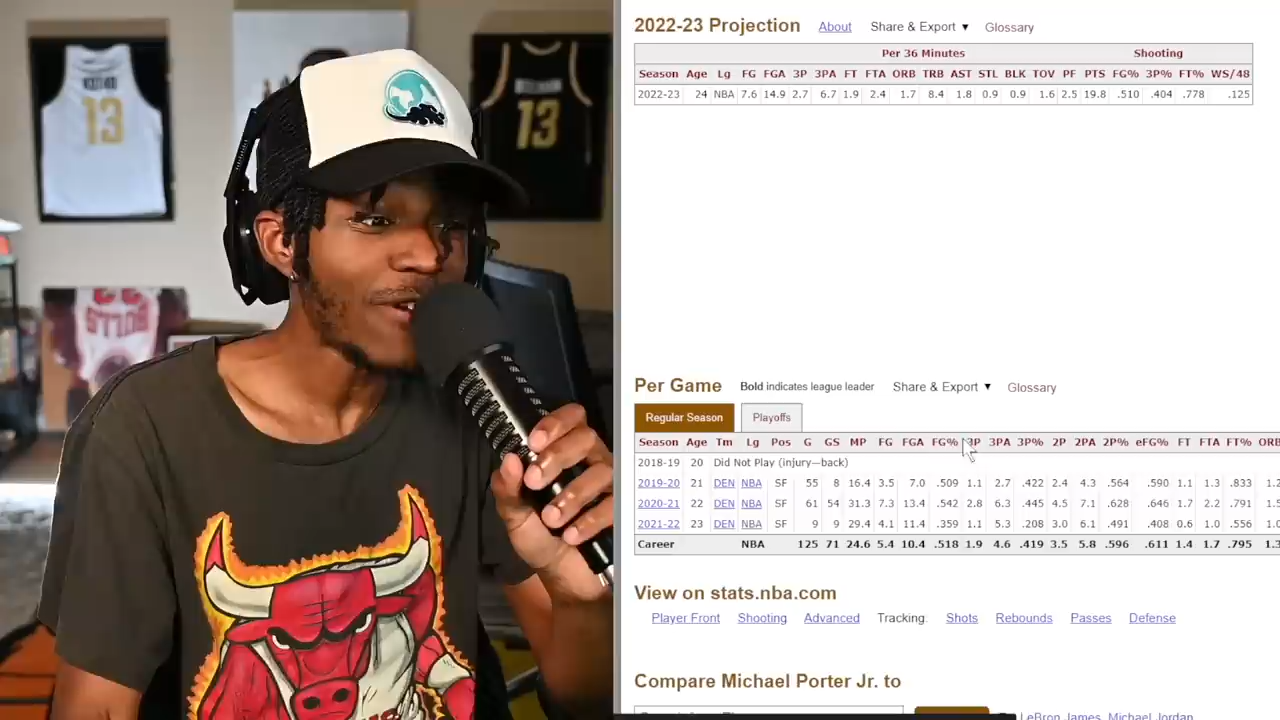 13
13
BULLS
2022-23 Projection About Share & Export ▼ Glossary
Per 36 Minutes Shooting
Season Age Lg FG FGA 3P 3PA FT FTA ORB TRB AST STL BLK TOV PF PTS FG% 3P% FT% WS/48
2022-23 24 NBA 7.6 14.9 2.7 6.7 1.9 2.4 1.7 8.4 1.8 0.9 0.9 1.6 2.5 19.8 .510 .404 .778 .125
Per Game Bold indicates league leader Share & Export ▼ Glossary
Regular Season Playoffs
Season Age Tm Lg Pos G GS MP FG FGA FG% 3P 3PA 3P% 2P 2PA 2P% eFG% FT FTA FT% ORB
2018-19 20 Did Not Play (injury—back)
2019-20 21 DEN NBA SF 55 8 16.4 3.5 7.0 .509 1.1 2.7 .422 2.4 4.3 .564 .590 1.1 1.3 .833 1.2
2020-21 22 DEN NBA SF 61 54 31.3 7.3 13.4 .542 2.8 6.3 .445 4.5 7.1 .628 .646 1.7 2.2 .791
2021-22 23 DEN NBA SF 9 9 29.4 4.1 11.4 .359 1.1 5.3 .208 3.0 6.1 .491 .408 0.6 1.0 .556
Career NBA 125 71 24.6 5.4 10.4 .518 1.9 4.6 .419 3.5 5.8 .596 .611 1.4 1.7 .795 1.3
View on stats.nba.com
Player Front Shooting Advanced Tracking: Shots Rebounds Passes Defense
Compare Michael Porter Jr. to
LeBron James, Michael Jordan